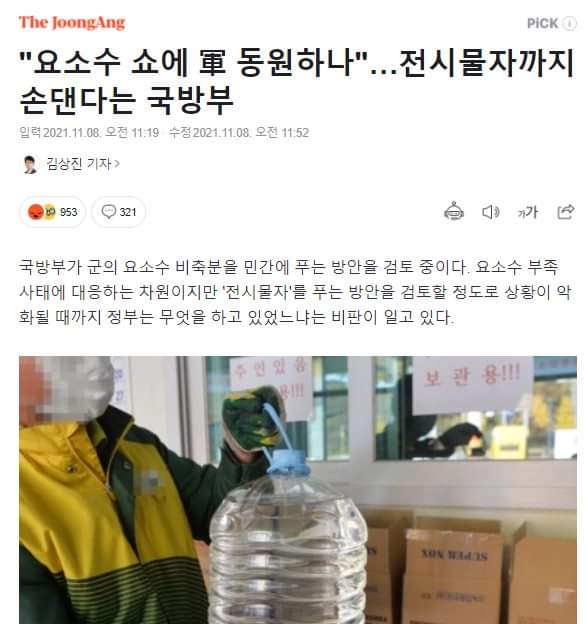 The JoongAng
PiCK
"요소수 쇼에 軍 동원하나"…전시물자까지
손댄다는 국방부
입력 2021.11.08. 오전 11:19 · 수정 2021.11.08. 오전 11:52
김상진 기자 >
953
321
가가
국방부가 군의 요소수 비축분을 민간에 푸는 방안을 검토 중이다. 요소수 부족
사태에 대응하는 차원이지만 '전시물자'를 푸는 방안을 검토할 정도로 상황이 악
화될 때까지 정부는 무엇을 하고 있었느냐는 비판이 일고 있다.
주인있음
용!!!
보관용!!!
SUPER NOX